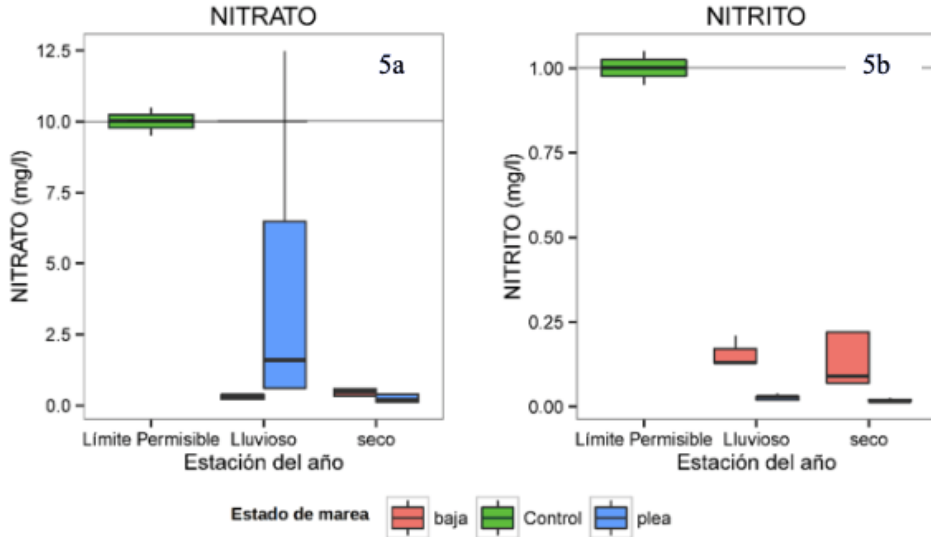 NITRATO
5a
NITRATO (mg/l)
12.5
10.0
7.5
5.0
2.5
0.0
Límite Permisible Lluvioso seco
Estación del año
NITRITO
5b
NITRITO (mg/l)
1.00
0.75
0.50
0.25
0.00
Límite Permisible Lluvioso seco
Estación del año
Estado de marea baja Control plea